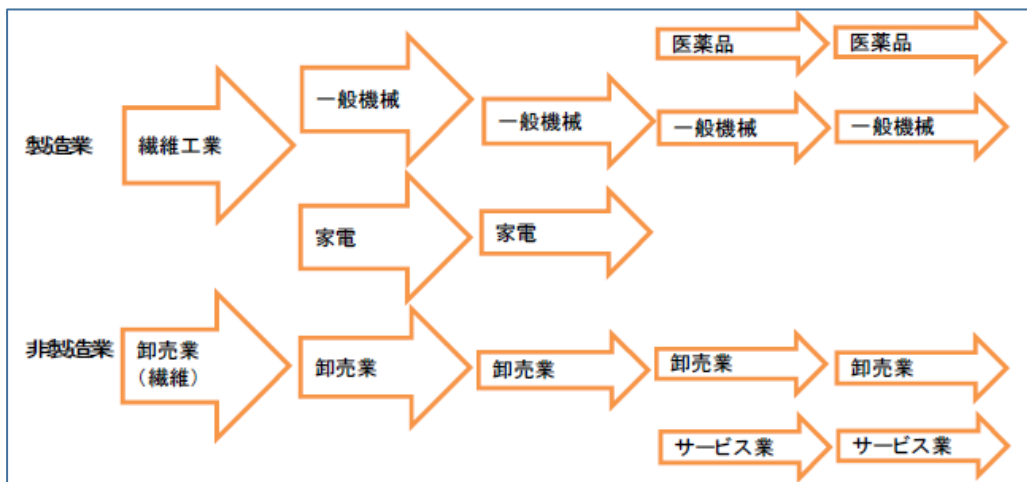 医薬品
医薬品
一般機械
一般機械
一般機械
一般機械
製造業
繊維工業
家電
家電
非製造業
卸売業
（繊維）
卸売業
卸売業
卸売業
卸売業
サービス業
サービス業